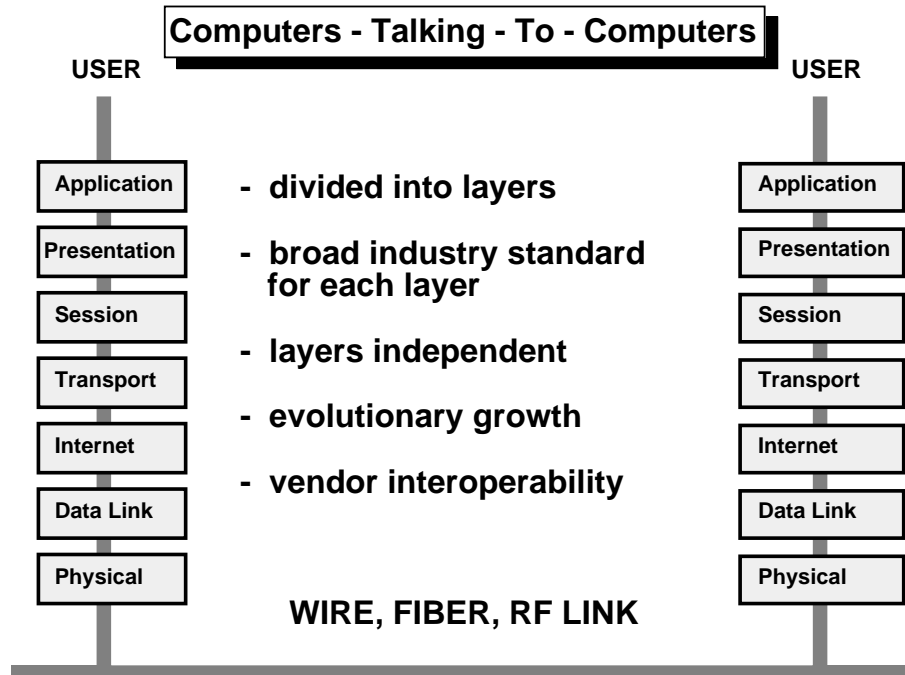 Computers - Talking - To - Computers
USER
USER
Application
Presentation
Session
Transport
Internet
Data Link
Physical
- divided into layers
- broad industry standard
for each layer
- layers independent
- evolutionary growth
- vendor interoperability
WIRE, FIBER, RF LINK
Application
Presentation
Session
Transport
Internet
Data Link
Physical